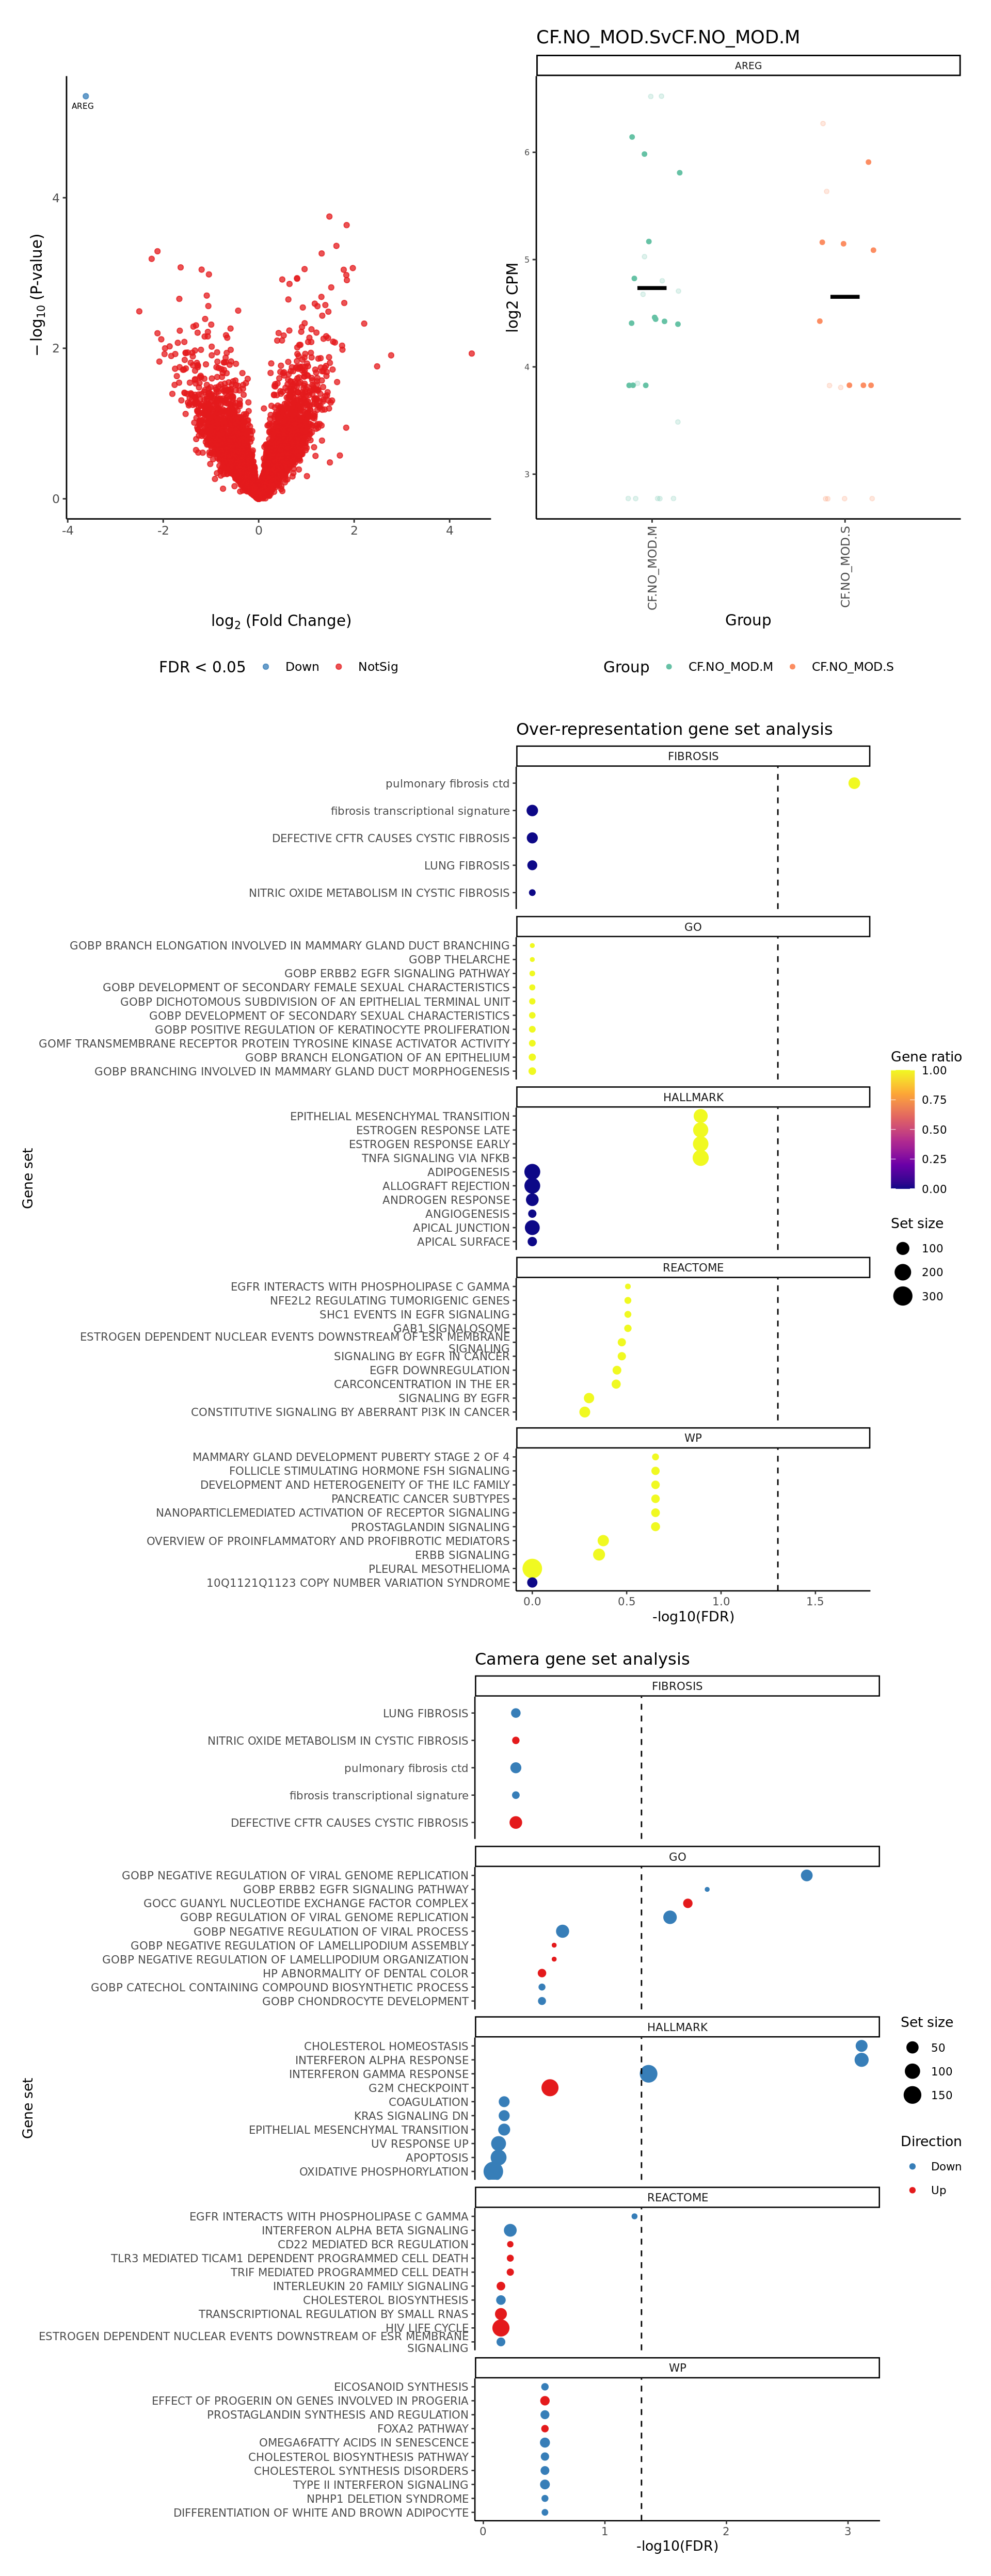 CF.NO_MOD.SvCF.NO_MOD.M
AREG
AREG
− log10 (P-value)
4
2
0
-4
-2
0
2
4
log2 (Fold Change)
FDR < 0.05
Down
NotSig
log2 CPM
6
5
4
3
CF.NO_MOD.M
CF.NO_MOD.S
Group
Group
CF.NO_MOD.M
CF.NO_MOD.S
Over-representation gene set analysis
FIBROSIS
pulmonary fibrosis ctd
fibrosis transcriptional signature
DEFECTIVE CFTR CAUSES CYSTIC FIBROSIS
LUNG FIBROSIS
NITRIC OXIDE METABOLISM IN CYSTIC FIBROSIS
GO
GOBP BRANCH ELONGATION INVOLVED IN MAMMARY GLAND DUCT BRANCHING
GOBP THELARCHE
GOBP ERBB2 EGFR SIGNALING PATHWAY
GOBP DEVELOPMENT OF SECONDARY FEMALE SEXUAL CHARACTERISTICS
GOBP DICHOTOMOUS SUBDIVISION OF AN EPITHELIAL TERMINAL UNIT
GOBP DEVELOPMENT OF SECONDARY SEXUAL CHARACTERISTICS
GOBP POSITIVE REGULATION OF KERATINOCYTE PROLIFERATION
GOMF TRANSMEMBRANE RECEPTOR PROTEIN TYROSINE KINASE ACTIVATOR ACTIVITY
GOBP BRANCH ELONGATION OF AN EPITHELIUM
GOBP BRANCHING INVOLVED IN MAMMARY GLAND DUCT MORPHOGENESIS
HALLMARK
EPITHELIAL MESENCHYMAL TRANSITION
ESTROGEN RESPONSE LATE
ESTROGEN RESPONSE EARLY
TNFA SIGNALING VIA NFKB
ADIPOGENESIS
ALLOGRAFT REJECTION
ANDROGEN RESPONSE
ANGIOGENESIS
APICAL JUNCTION
APICAL SURFACE
REACTOME
EGFR INTERACTS WITH PHOSPHOLIPASE C GAMMA
NFE2L2 REGULATING TUMORIGENIC GENES
SHC1 EVENTS IN EGFR SIGNALING
GAB1 SIGNALOSOME
ESTROGEN DEPENDENT NUCLEAR EVENTS DOWNSTREAM OF ESR MEMBRANE
SIGNALING
SIGNALING BY EGFR IN CANCER
EGFR DOWNREGULATION
CARCONCENTRATION IN THE ER
SIGNALING BY EGFR
CONSTITUTIVE SIGNALING BY ABERRANT PI3K IN CANCER
WP
MAMMARY GLAND DEVELOPMENT PUBERTY STAGE 2 OF 4
FOLLICLE STIMULATING HORMONE FSH SIGNALING
DEVELOPMENT AND HETEROGENEITY OF THE ILC FAMILY
PANCREATIC CANCER SUBTYPES
NANOPARTICLEMEDIATED ACTIVATION OF RECEPTOR SIGNALING
PROSTAGLANDIN SIGNALING
OVERVIEW OF PROINFLAMMATORY AND PROFIBROTIC MEDIATORS
ERBB SIGNALING
PLEURAL MESOTHELIOMA
10Q1121Q1123 COPY NUMBER VARIATION SYNDROME
0.0
0.5
1.0
1.5
-log10(FDR)
Gene set
Gene ratio
1.00
0.75
0.50
0.25
0.00
Set size
100
200
300
Camera gene set analysis
FIBROSIS
LUNG FIBROSIS
NITRIC OXIDE METABOLISM IN CYSTIC FIBROSIS
pulmonary fibrosis ctd
fibrosis transcriptional signature
DEFECTIVE CFTR CAUSES CYSTIC FIBROSIS
GO
GOBP NEGATIVE REGULATION OF VIRAL GENOME REPLICATION
GOBP ERBB2 EGFR SIGNALING PATHWAY
GOCC GUANYL NUCLEOTIDE EXCHANGE FACTOR COMPLEX
GOBP REGULATION OF VIRAL GENOME REPLICATION
GOBP NEGATIVE REGULATION OF VIRAL PROCESS
GOBP NEGATIVE REGULATION OF LAMELLIPODIUM ASSEMBLY
GOBP NEGATIVE REGULATION OF LAMELLIPODIUM ORGANIZATION
HP ABNORMALITY OF DENTAL COLOR
GOBP CATECHOL CONTAINING COMPOUND BIOSYNTHETIC PROCESS
GOBP CHONDROCYTE DEVELOPMENT
HALLMARK
CHOLESTEROL HOMEOSTASIS
INTERFERON ALPHA RESPONSE
INTERFERON GAMMA RESPONSE
G2M CHECKPOINT
COAGULATION
KRAS SIGNALING DN
EPITHELIAL MESENCHYMAL TRANSITION
UV RESPONSE UP
APOPTOSIS
OXIDATIVE PHOSPHORYLATION
REACTOME
EGFR INTERACTS WITH PHOSPHOLIPASE C GAMMA
INTERFERON ALPHA BETA SIGNALING
CD22 MEDIATED BCR REGULATION
TLR3 MEDIATED TICAM1 DEPENDENT PROGRAMMED CELL DEATH
TRIF MEDIATED PROGRAMMED CELL DEATH
INTERLEUKIN 20 FAMILY SIGNALING
CHOLESTEROL BIOSYNTHESIS
TRANSCRIPTIONAL REGULATION BY SMALL RNAS
HIV LIFE CYCLE
ESTROGEN DEPENDENT NUCLEAR EVENTS DOWNSTREAM OF ESR MEMBRANE
SIGNALING
WP
EICOSANOID SYNTHESIS
EFFECT OF PROGERIN ON GENES INVOLVED IN PROGERIA
PROSTAGLANDIN SYNTHESIS AND REGULATION
FOXA2 PATHWAY
OMEGA6FATTY ACIDS IN SENESCENCE
CHOLESTEROL BIOSYNTHESIS PATHWAY
CHOLESTEROL SYNTHESIS DISORDERS
TYPE II INTERFERON SIGNALING
NPHP1 DELETION SYNDROME
DIFFERENTIATION OF WHITE AND BROWN ADIPOCYTE
0
1
2
3
-log10(FDR)
Gene set
Set size
50
100
150
Direction
Down
Up